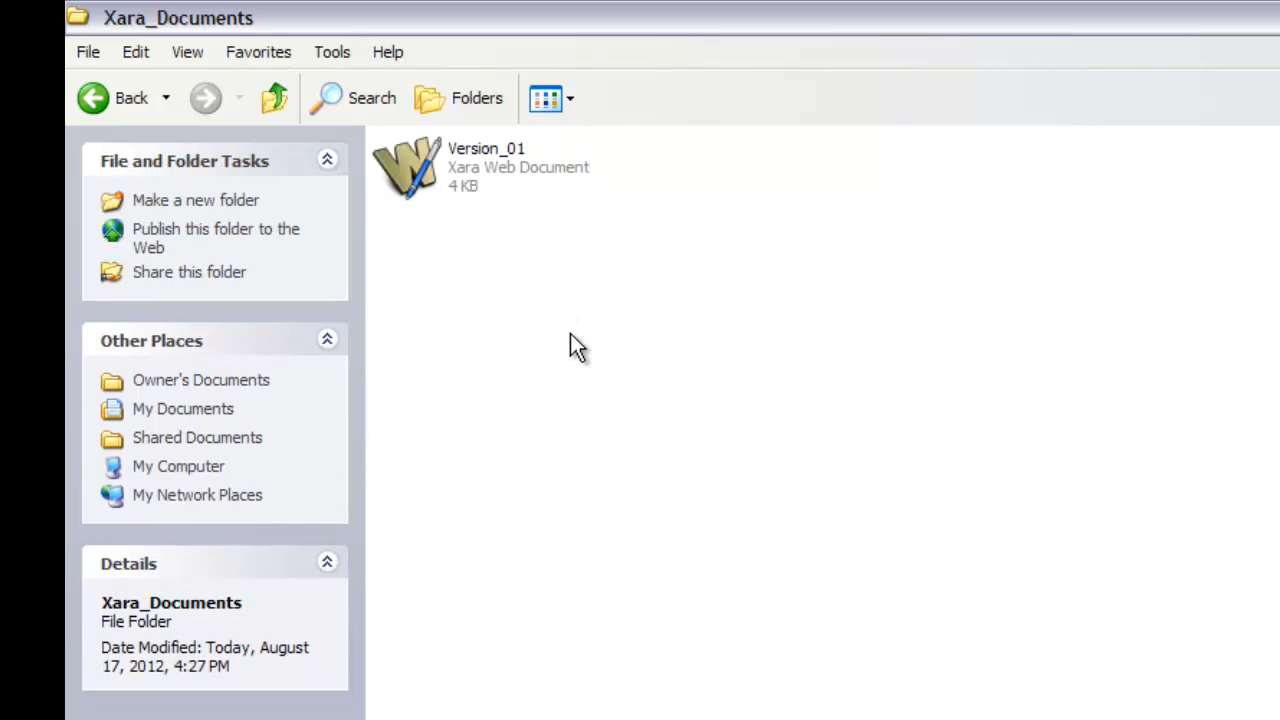 Xara_Documents
File Edit View Favorites Tools Help
Back Search Folders
File and Folder Tasks
Make a new folder
Publish this folder to the
Web
Share this folder
Other Places
Owner's Documents
My Documents
Shared Documents
My Computer
My Network Places
Details
Xara_Documents
File Folder
Date Modified: Today, August
17, 2012, 4:27 PM
Version_01
Xara Web Document
4 KB